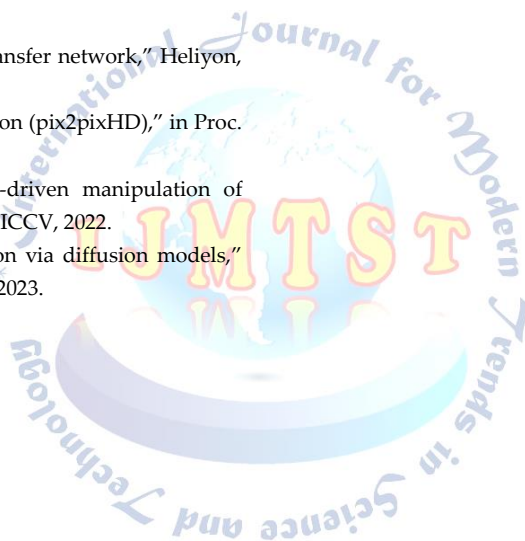 ansfer network,” Heliyon,
on (pix2pixHD),” in Proc.
-driven manipulation of
ICCV, 2022.
on via diffusion models,”
2023.
International Journal for Modern Trends in Science and Technology
IJMTST